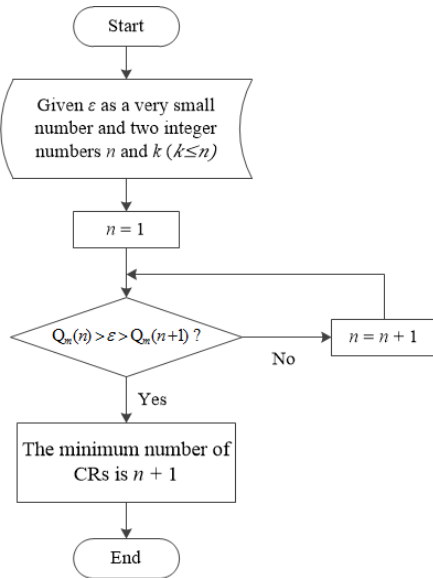 Start
Given ε as a very small
number and two integer
numbers n and k (k≤n)
n = 1
Qm(n) > ε > Qm(n+1) ?
n = n + 1
No
Yes
The minimum number of
CRs is n + 1
End